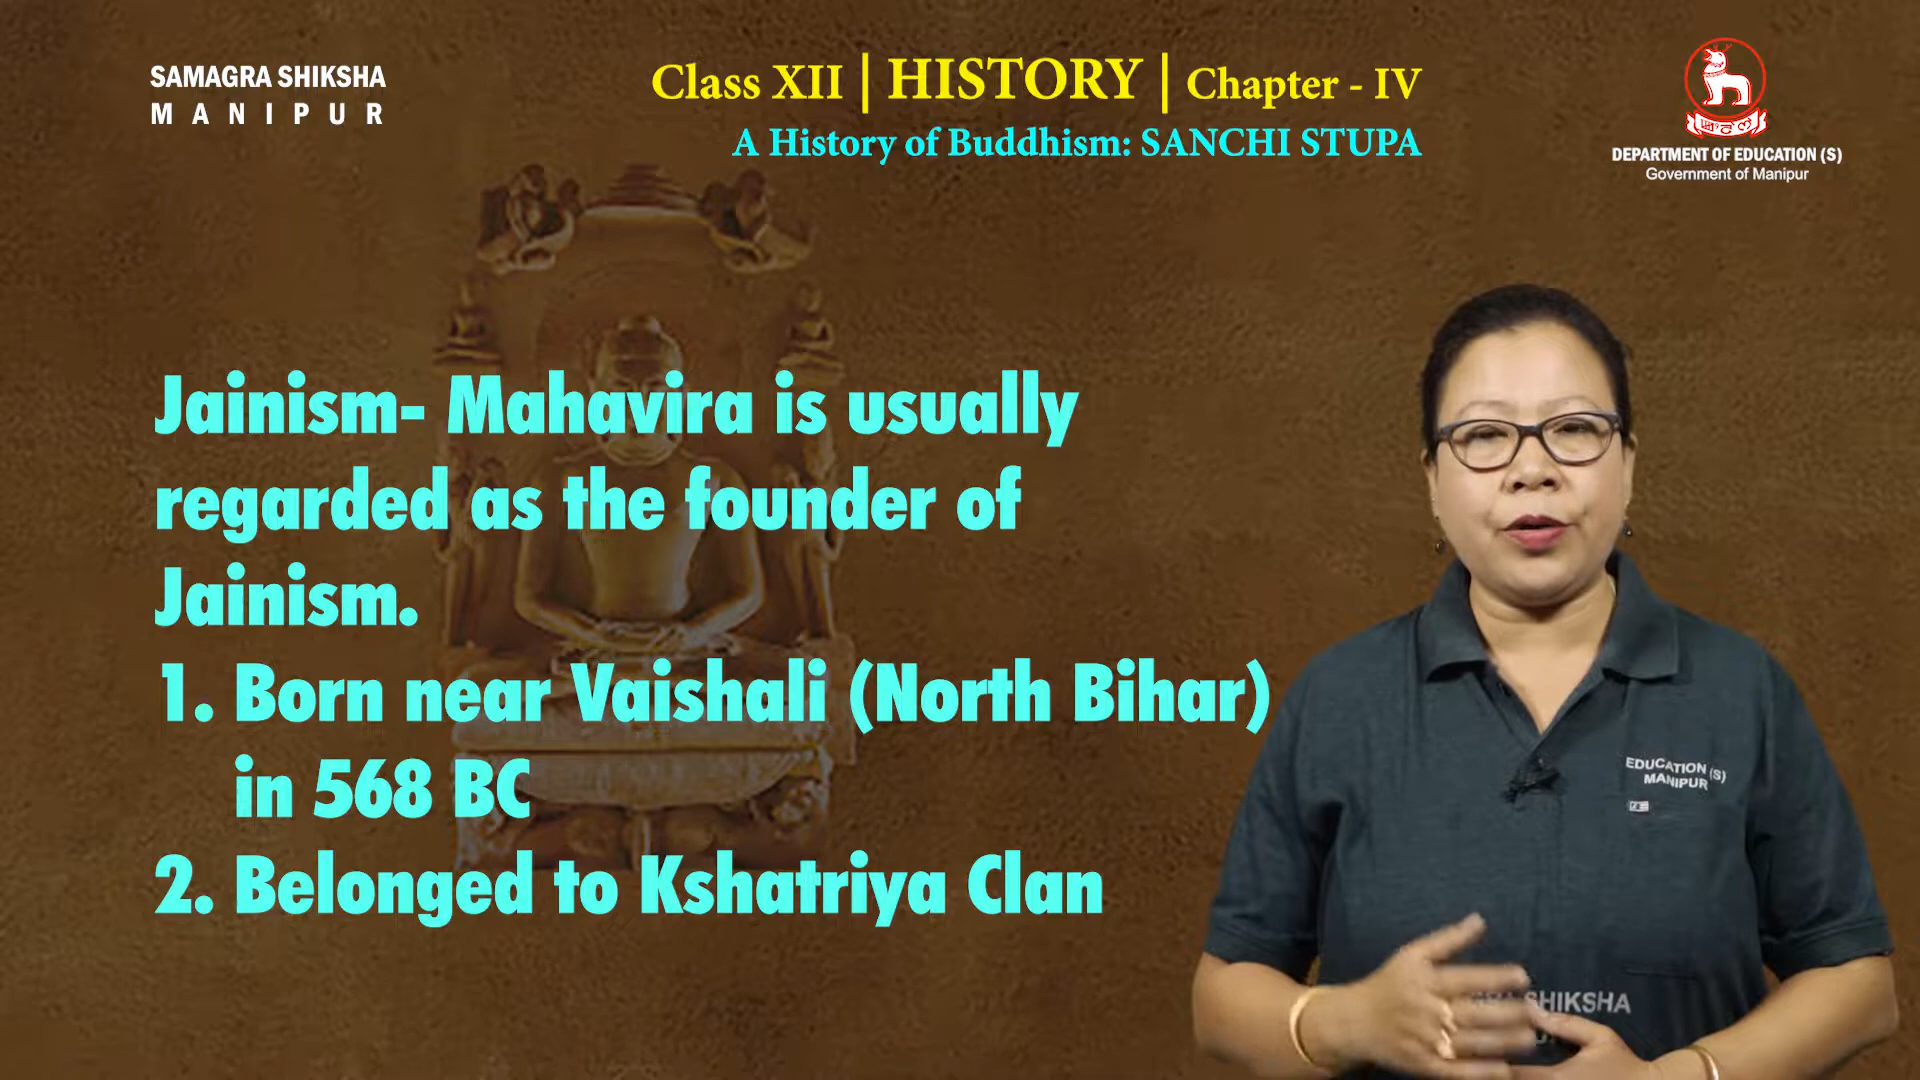 SAMAGRA SHIKSHA
MANIPUR
Class XII | HISTORY | Chapter - IV
A History of Buddhism: SANCHI STUPA
DEPARTMENT OF EDUCATION (S)
Government of Manipur
Jainism- Mahavira is usually
regarded as the founder of
Jainism.
1. Born near Vaishali (North Bihar)
in 568 BC
2. Belonged to Kshatriya Clan
EDUCATION (S)
MANIPUR
SHIKSHA